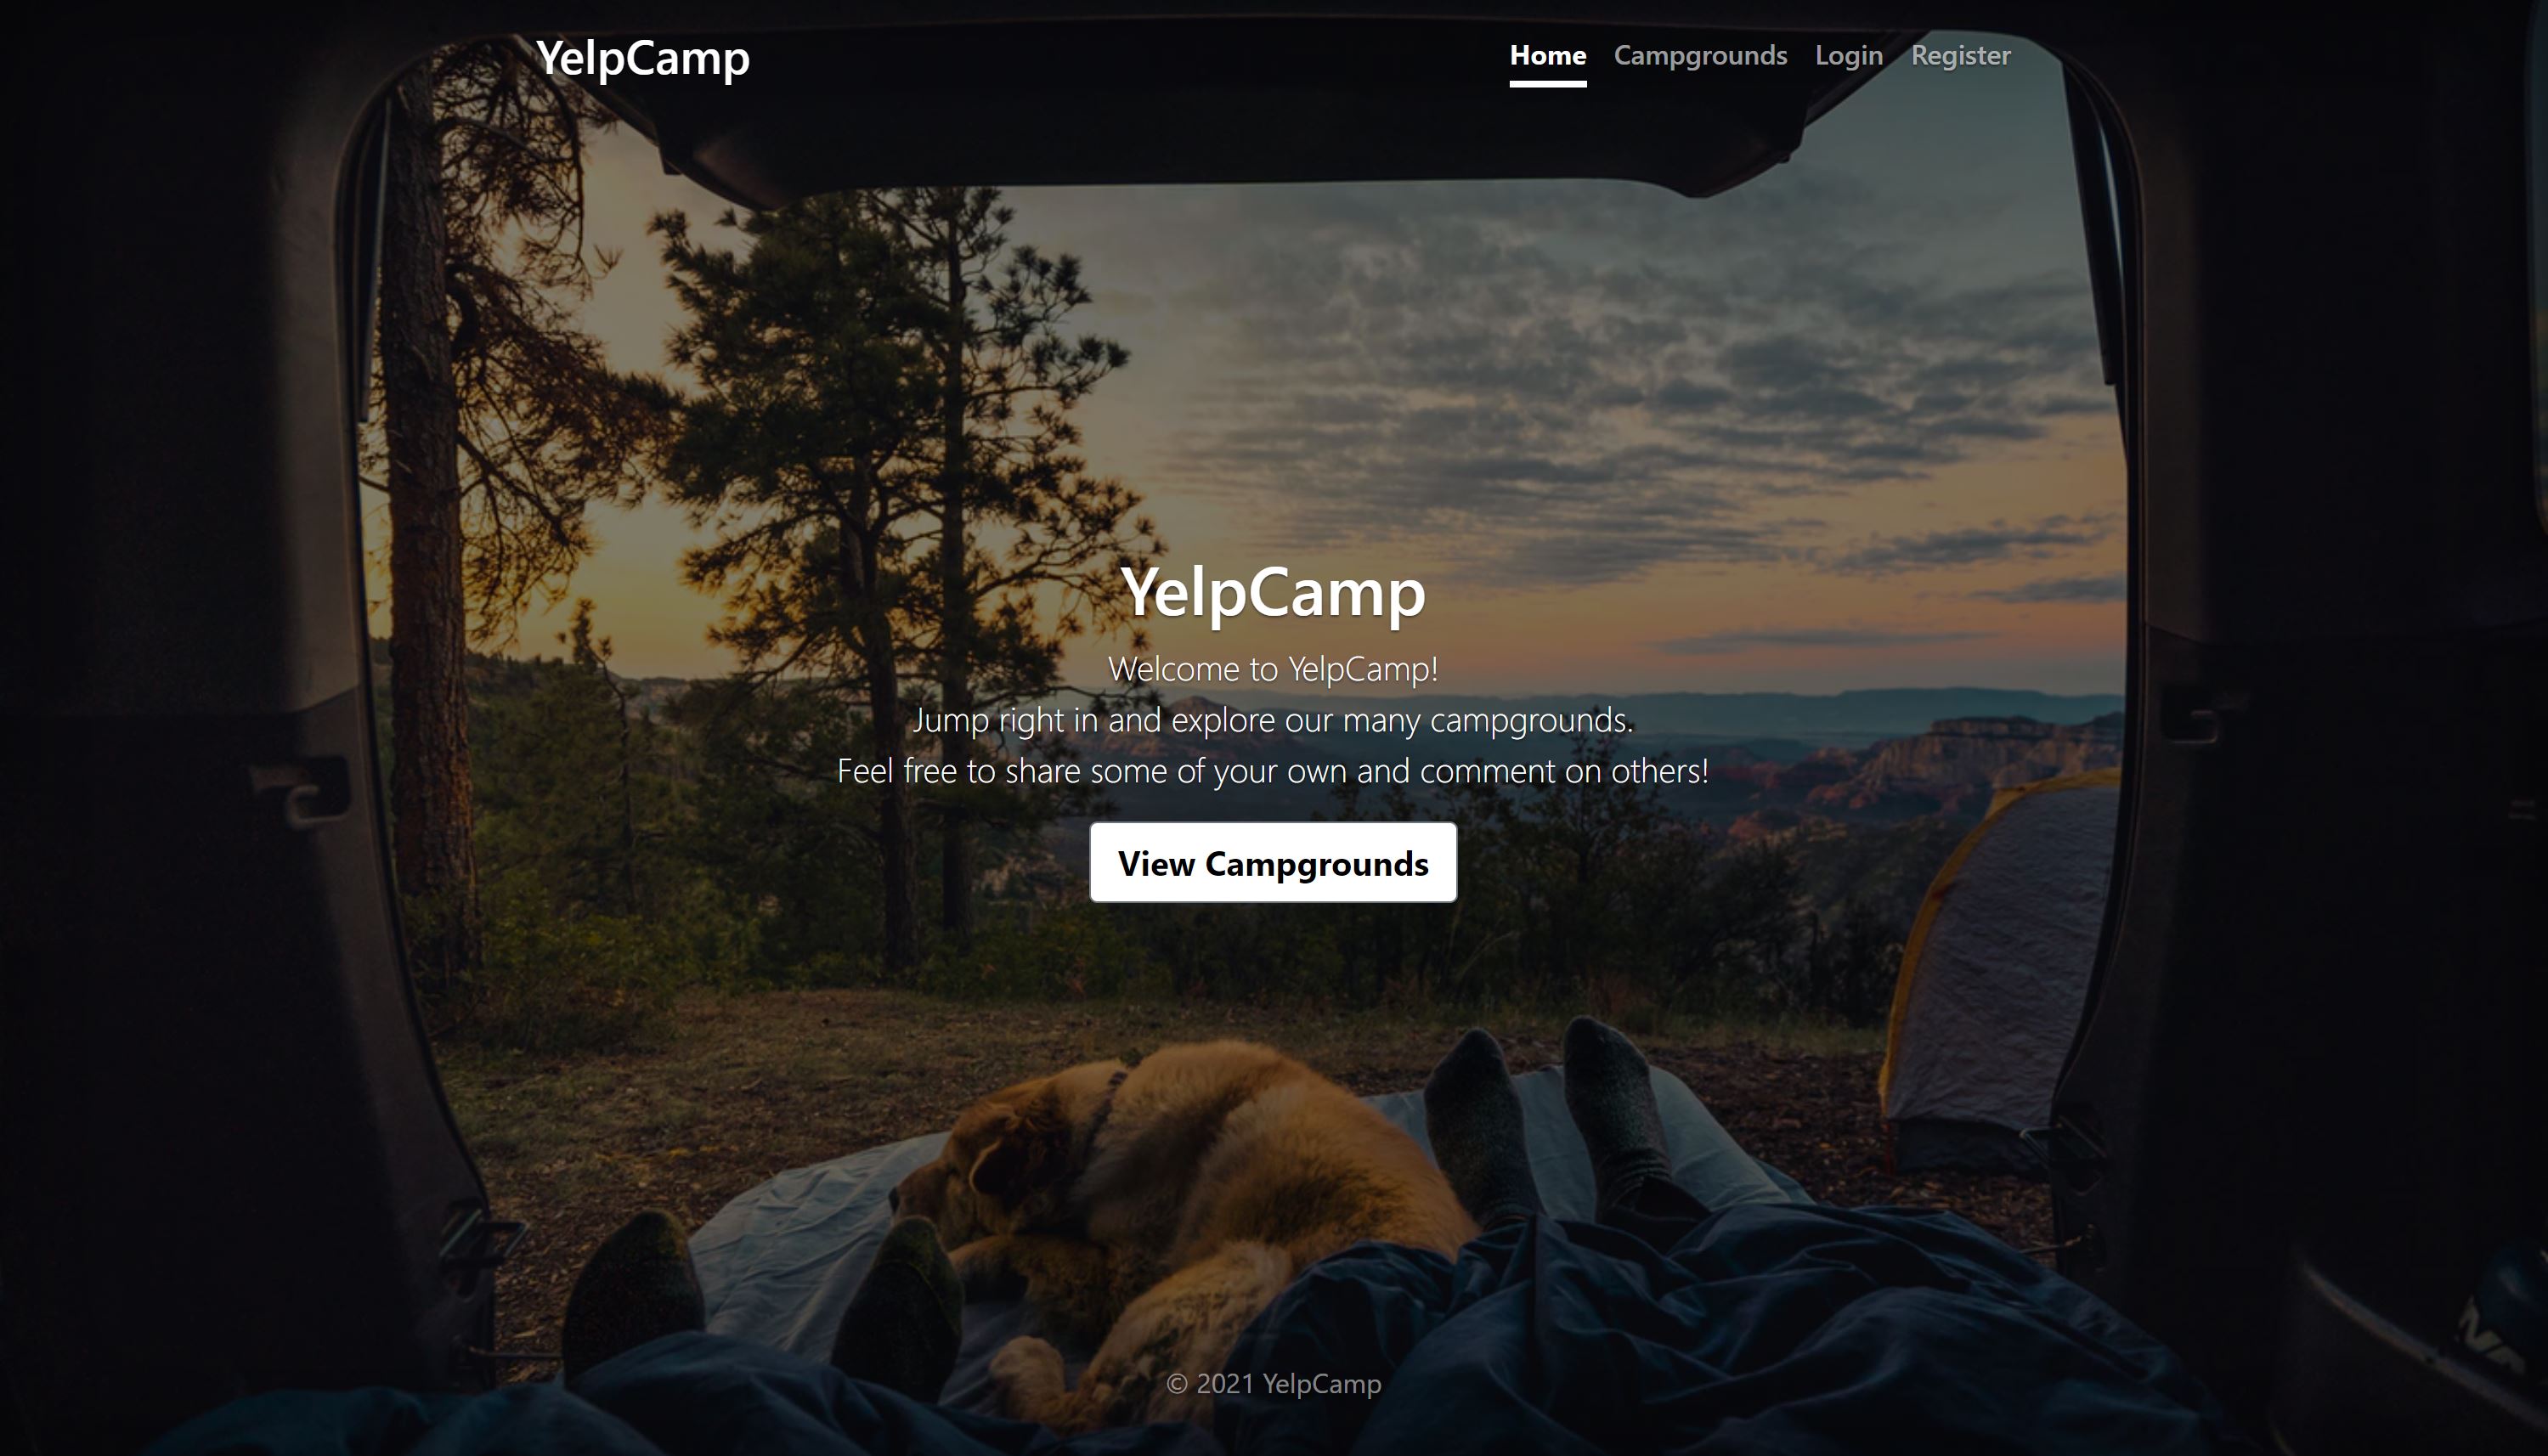 YelpCamp
Home Campgrounds Login Register
YelpCamp
Welcome to YelpCamp!
Jump right in and explore our many campgrounds.
Feel free to share some of your own and comment on others!
View Campgrounds
© 2021 YelpCamp